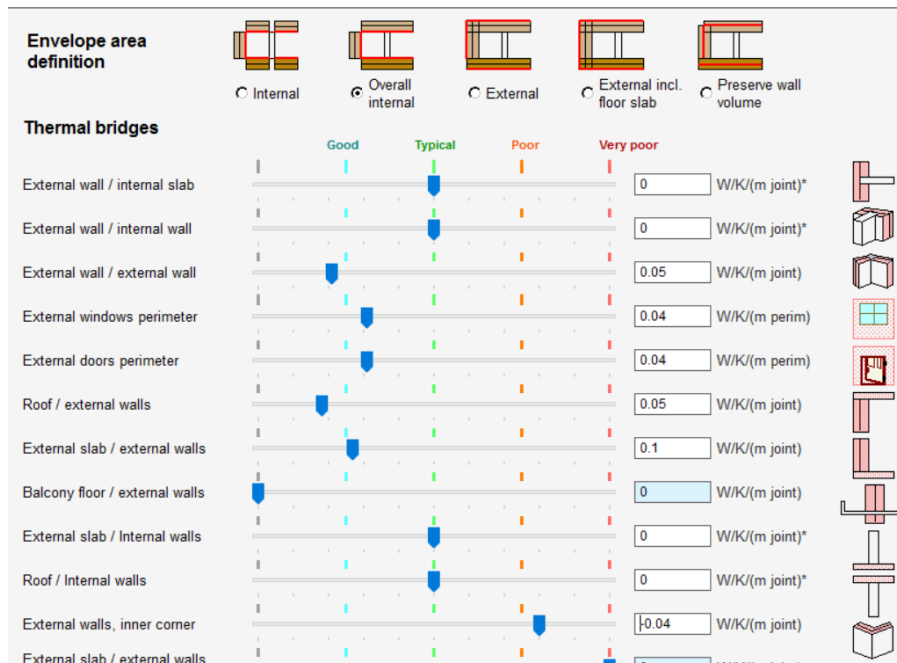 Envelope area
definition
Internal
Overall
internal
External
External incl.
floor slab
Preserve wall
volume
Thermal bridges
Good Typical Poor Very poor
External wall / internal slab 0 W/K/(m joint)*
External wall / internal wall 0 W/K/(m joint)*
External wall / external wall 0.05 W/K/(m joint)
External windows perimeter 0.04 W/K/(m perim)
External doors perimeter 0.04 W/K/(m perim)
Roof / external walls 0.05 W/K/(m joint)
External slab / external walls 0.1 W/K/(m joint)
Balcony floor / external walls 0 W/K/(m joint)
External slab / Internal walls 0 W/K/(m joint)*
Roof / Internal walls 0 W/K/(m joint)*
External walls, inner corner -0.04 W/K/(m joint)
External slab / external walls